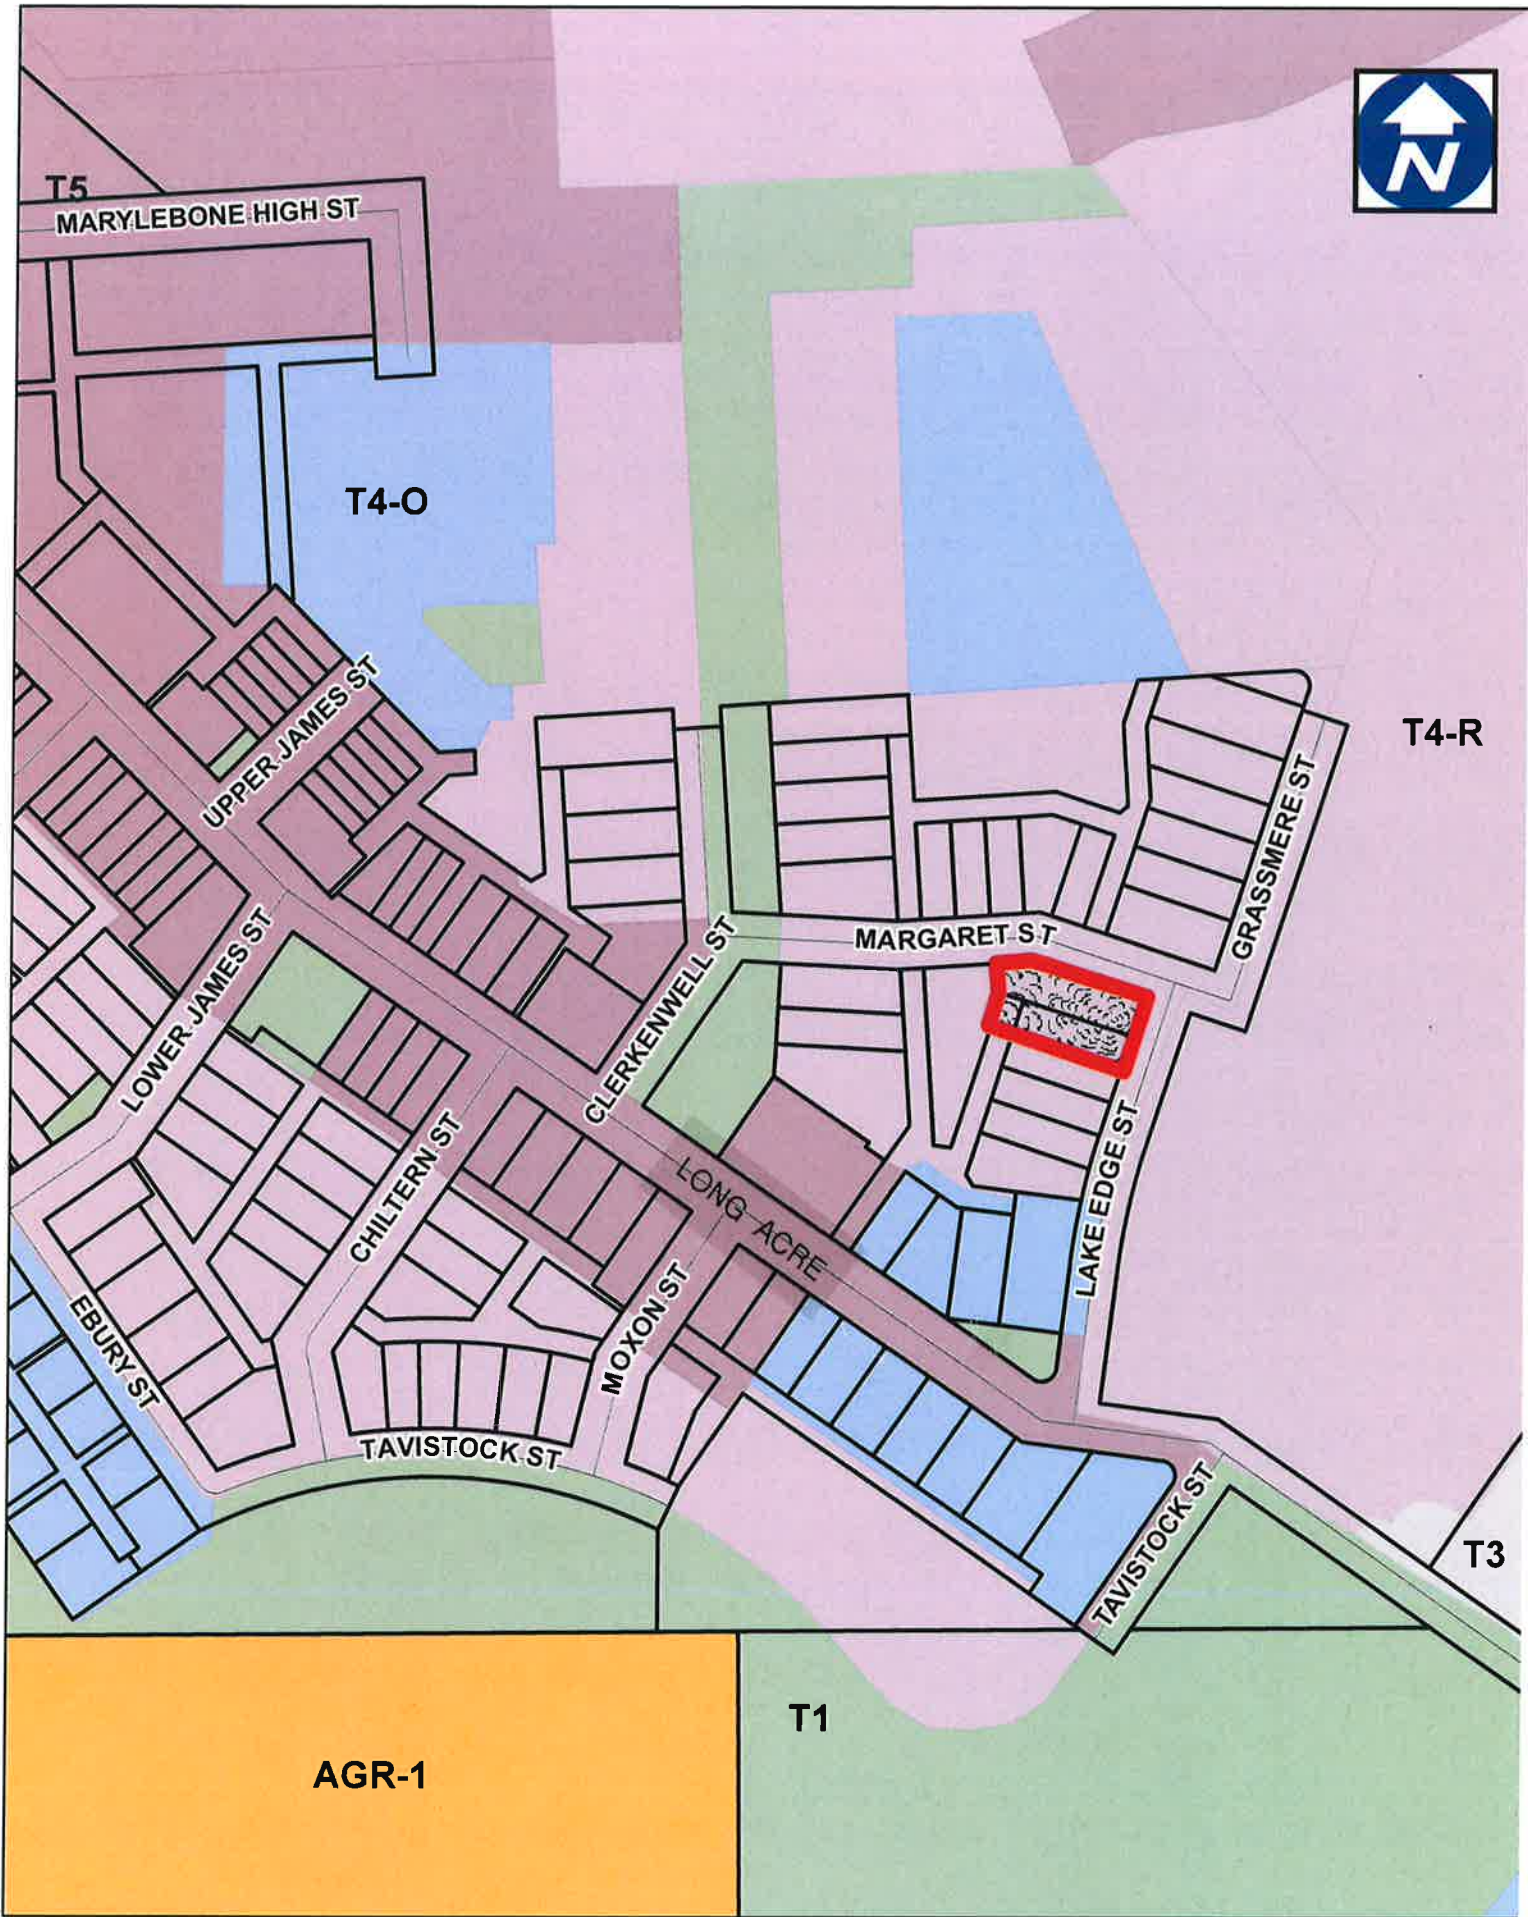 N
T5
MARYLEBONE HIGH ST
T4-O
UPPER JAMES ST
T4-R
GRASSMERE ST
MARGARET ST
CLERKENWELL ST
LOWER JAMES ST
CHILTERN ST
LONG ACRE
LAKE EDGE ST
MOXON ST
EBURY ST
TAVISTOCK ST
TAVISTOCK ST
T3
T1
AGR-1